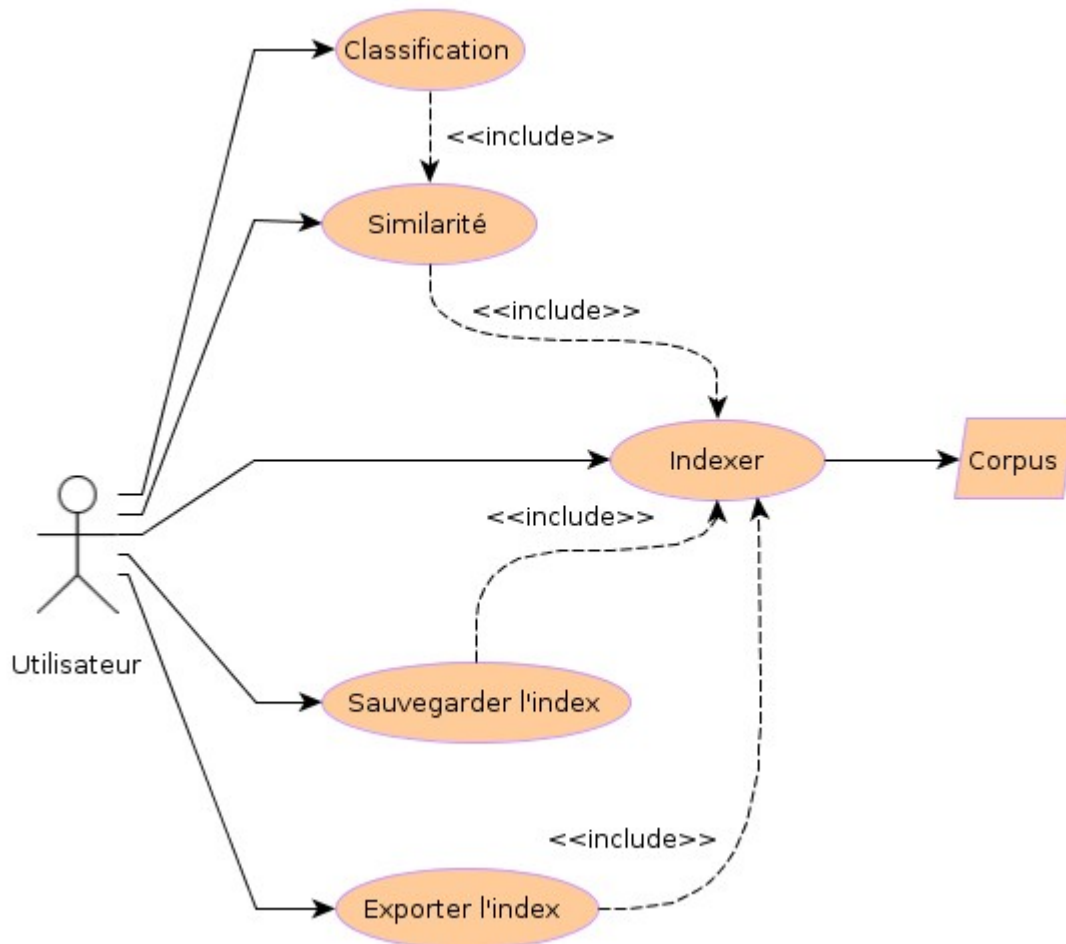 Classification
<<include>>
Similarité
<<include>>
Indexer
Corpus
<<include>>
Utilisateur
Sauvegarder l'index
<<include>>
Exporter l'index